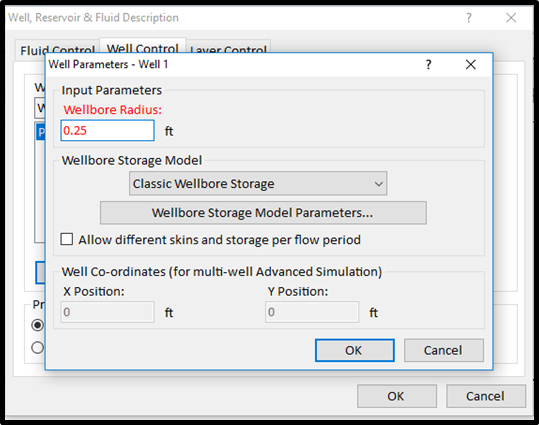 Well, Reservoir & Fluid Description ? ×
Fluid Control Well Control Layer Control
W
W
P
Pr
Well Parameters - Well 1 ? ×
Input Parameters
Wellbore Radius:
0.25 ft
Wellbore Storage Model
Classic Wellbore Storage
Wellbore Storage Model Parameters...
Allow different skins and storage per flow period
Well Co-ordinates (for multi-well Advanced Simulation)
X Position: Y Position:
0 ft 0 ft
OK Cancel
OK Cancel